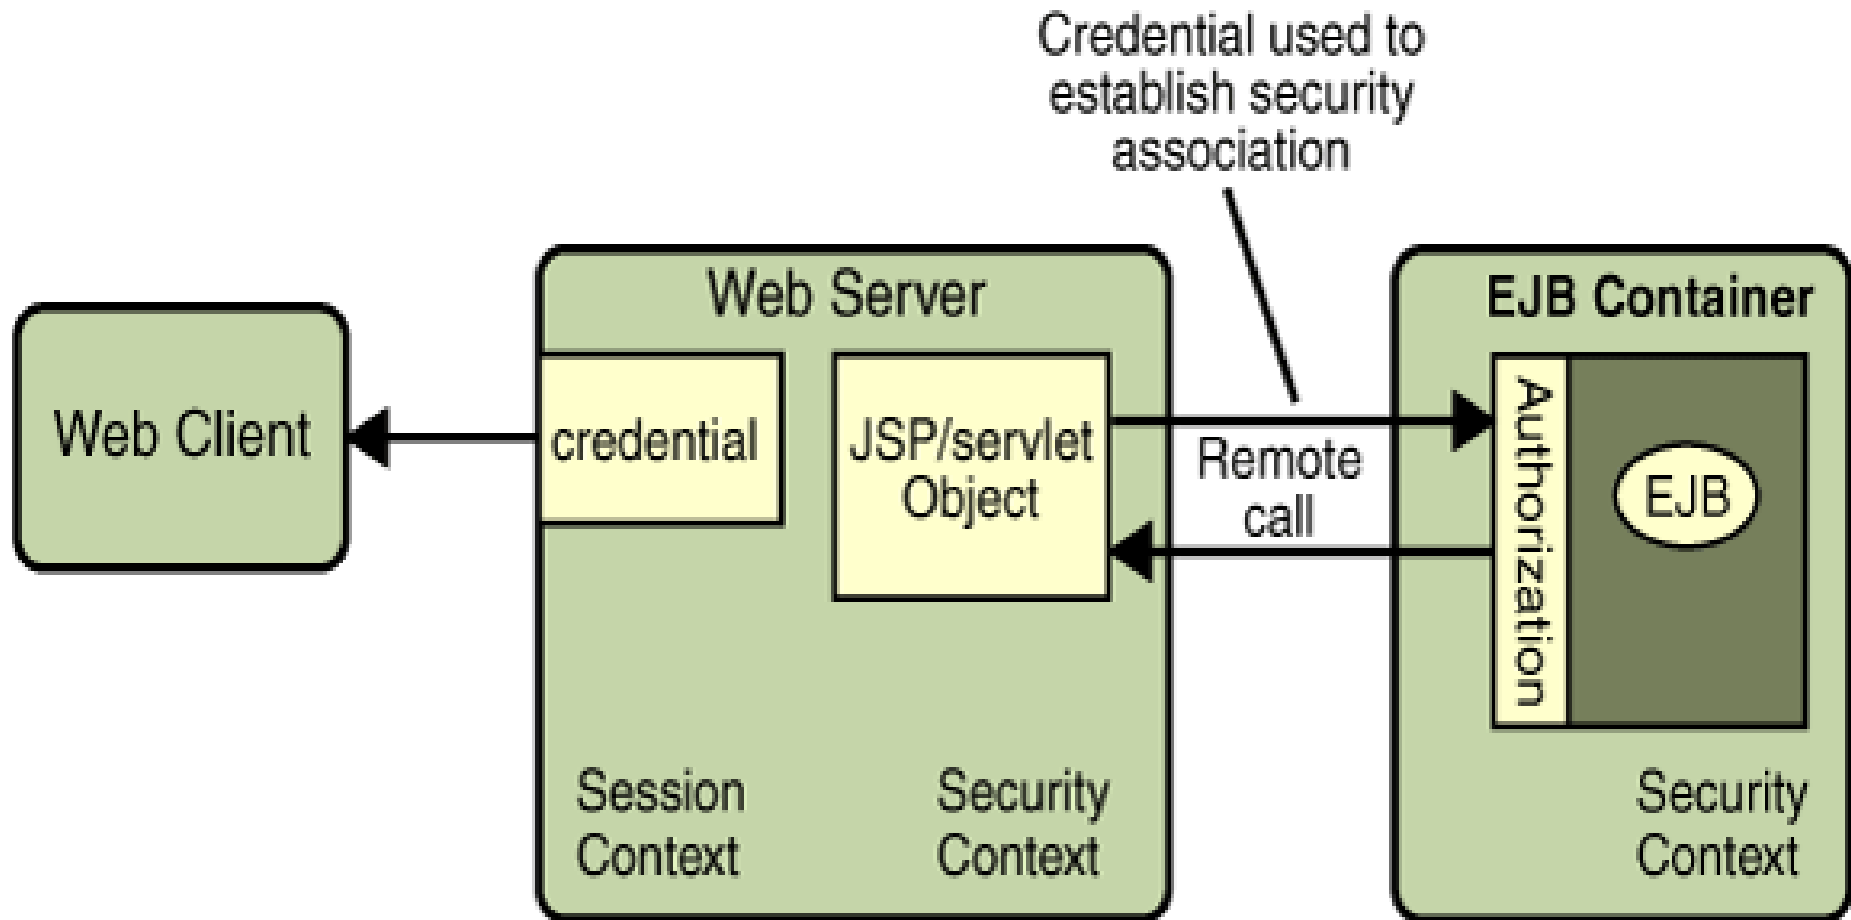 Credential used to
establish security
association
Web Server
EJB Container
Web Client
credential
JSP/servlet
Object
Remote
call
Authorization
EJB
Session
Context
Security
Context
Security
Context